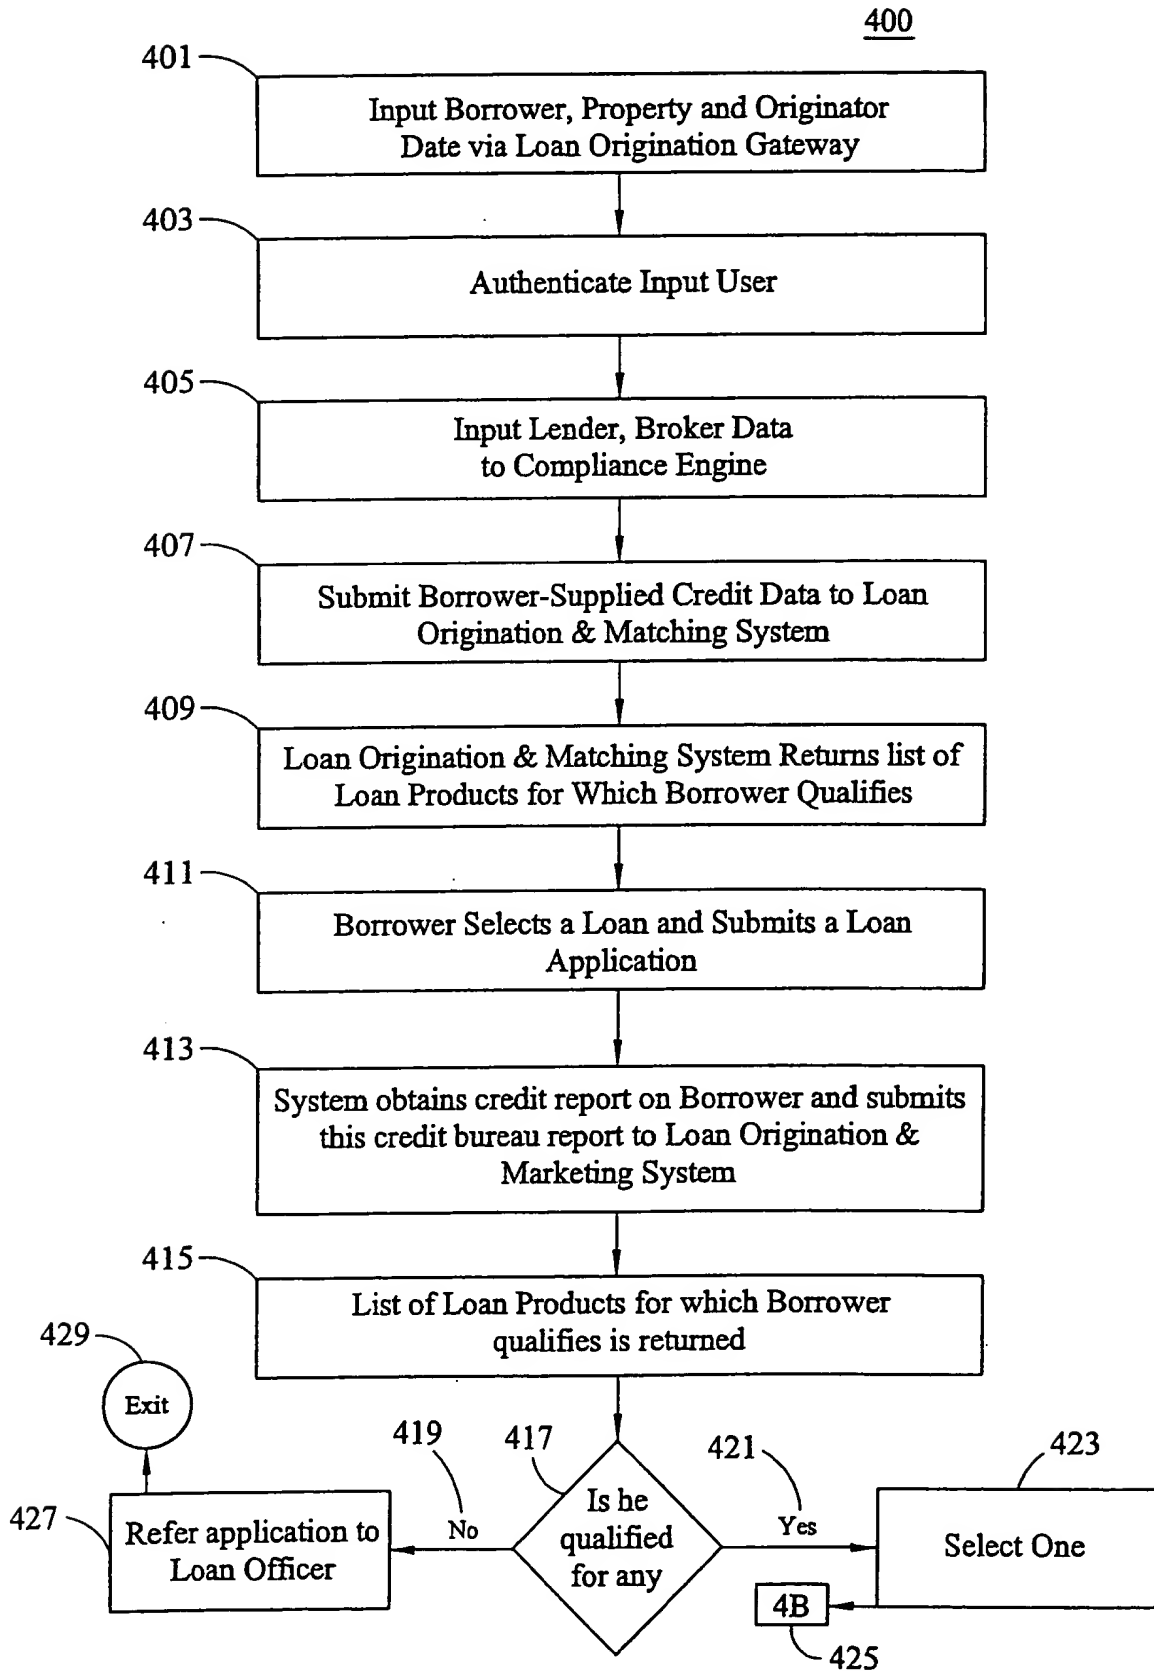 400
401
Input Borrower, Property and Originator
Date via Loan Origination Gateway
403
Authenticate Input User
405
Input Lender, Broker Data
to Compliance Engine
407
Submit Borrower-Supplied Credit Data to Loan
Origination & Matching System
409
Loan Origination & Matching System Returns list of
Loan Products for Which Borrower Qualifies
411
Borrower Selects a Loan and Submits a Loan
Application
413
System obtains credit report on Borrower and submits
this credit bureau report to Loan Origination &
Marketing System
415
List of Loan Products for which Borrower
qualifies is returned
429
Exit
419
417
421
423
427
Refer application to
Loan Officer
No
Is he
qualified
for any
Yes
Select One
4B
425